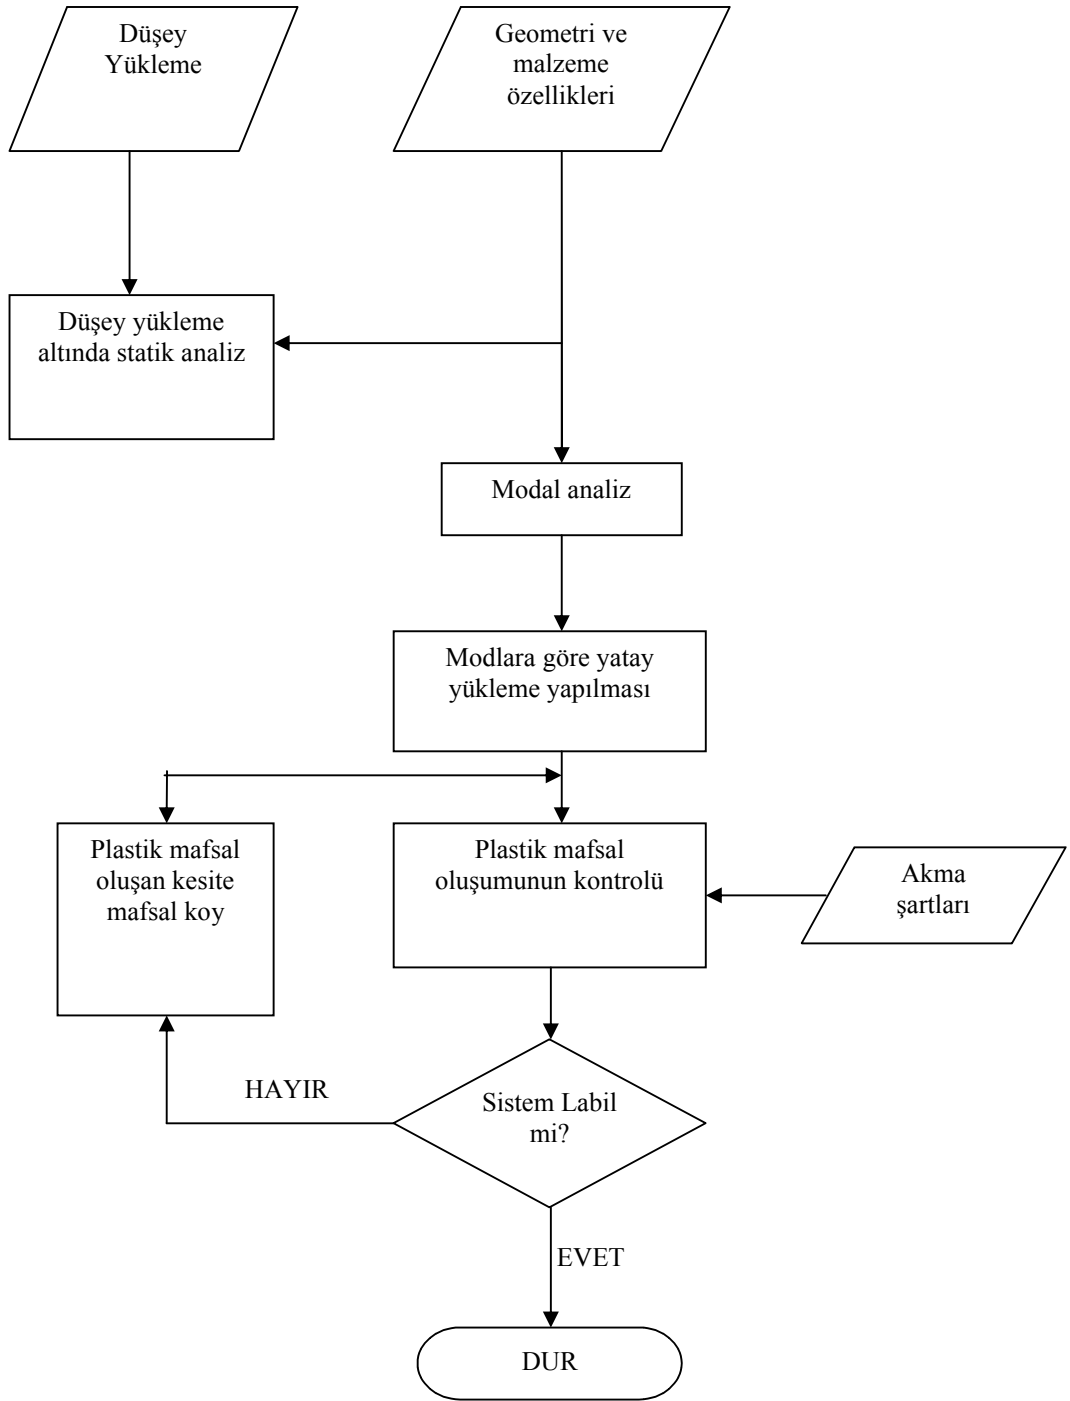 Düşey
Yükleme
Geometri ve
malzeme
özellikleri
Düşey yükleme
altında statik analiz
Modal analiz
Modlara göre yatay
yükleme yapılması
Plastik mafsal
oluşan kesite
mafsal koy
Plastik mafsal
oluşumunun kontrolü
Akma
şartları
HAYIR
Sistem Labil
mi?
EVET
DUR